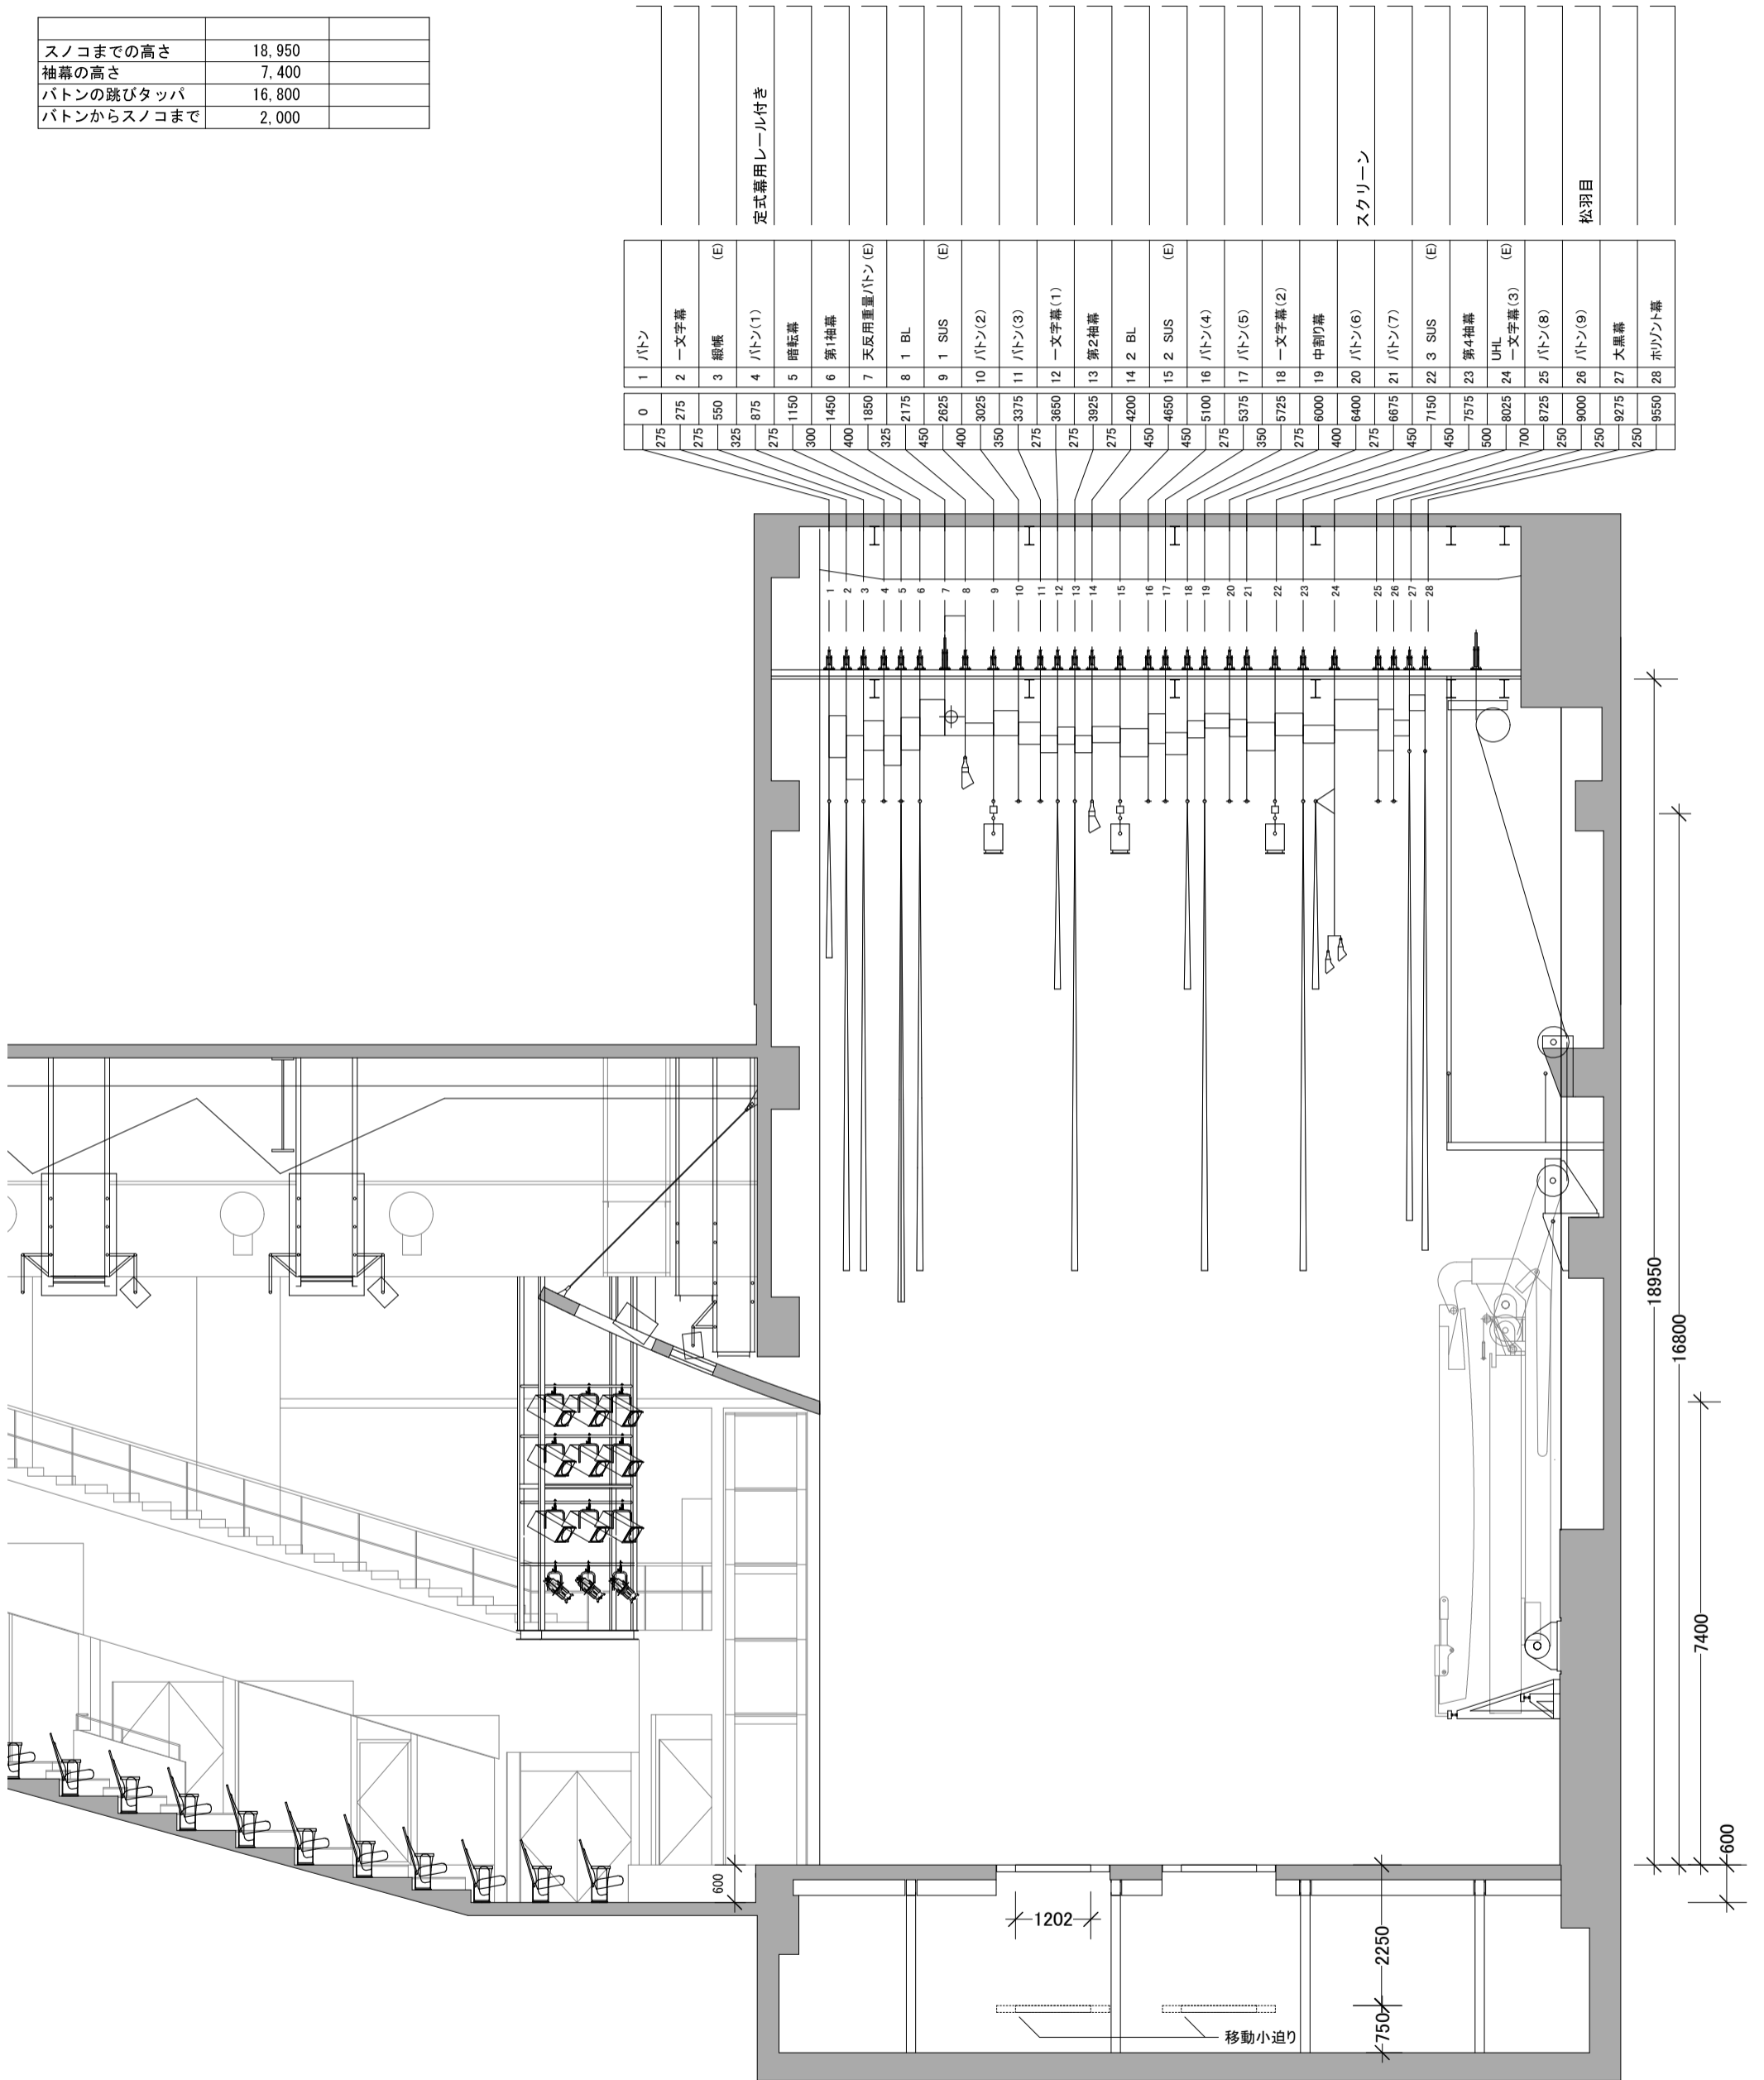 スノコまでの高さ 18,950
袖幕の高さ 7,400
バトンの跳びタッパ 16,800
バトンからスノコまで 2,000
定式幕用レール付き
スクリーン
松羽目
1 バトン 0
2 一文字幕 275
3 緞帳 (E) 550
4 バトン(1) 875
5 暗転幕 1150
6 第1袖幕 1450
7 天反用重量バトン(E) 1850
8 1 BL 2175
9 1 SUS (E) 2625
10 バトン(2) 3025
11 バトン(3) 3375
12 一文字幕(1) 3650
13 第2袖幕 3925
14 2 BL 4200
15 2 SUS (E) 4650
16 バトン(4) 5100
17 バトン(5) 5375
18 一文字幕(2) 5725
19 中割り幕 6000
20 バトン(6) 6400
21 バトン(7) 6675
22 3 SUS (E) 7150
23 第4袖幕 7575
24 UHL 一文字幕(3) (E) 8025
25 バトン(8) 8725
26 バトン(9) 9000
27 大黒幕 9275
28 ホリゾント幕 9550
275 275 325 275 300 400 325 450 400 350 275 275 275 450 450 275 350 275 400 275 450 450 500 700 250 250 250
1 2 3 4 5 6 7 8 9 10 11 12 13 14 15 16 17 18 19 20 21 22 23 24 25 26 27 28
18950
16800
7400
600
600
1202
2250
750
移動小迫り